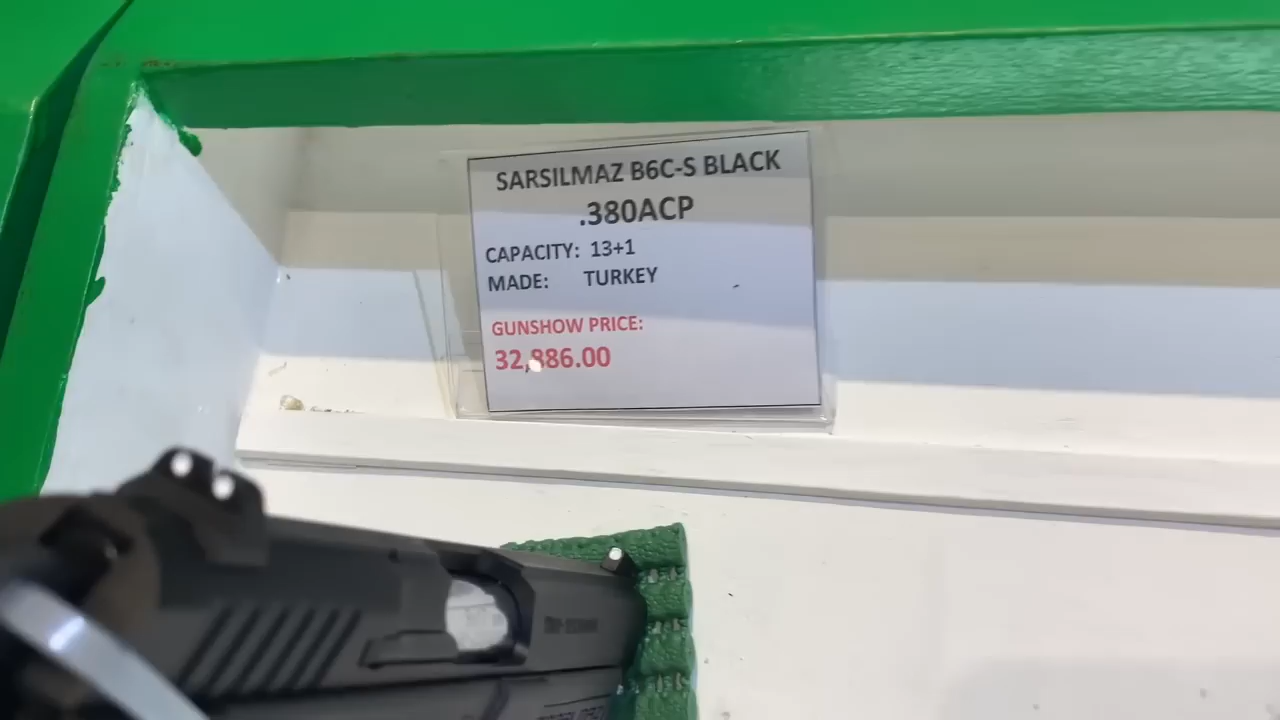 SARSILMAZ B6C-S BLACK
.380ACP
CAPACITY: 13+1
MADE: TURKEY
GUNSHOW PRICE:
32,886.00